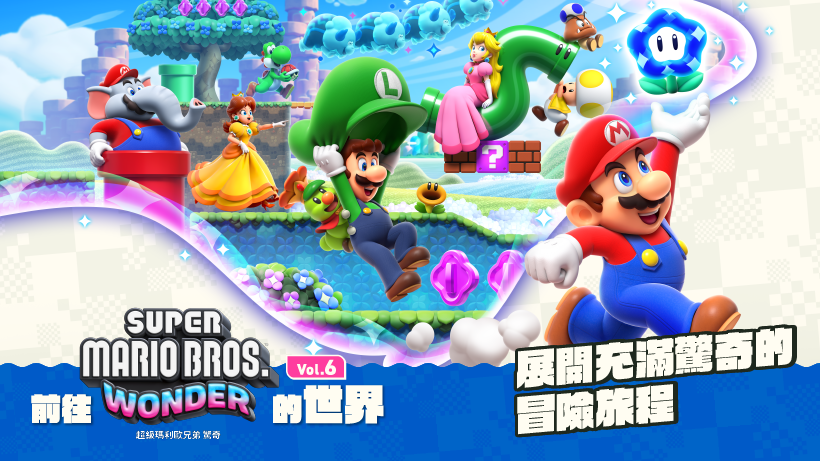 L
?
M
SUPER
MARIO BROS.
WONDER
超級瑪利歐兄弟 驚奇
前往
Vol.6
的世界
展開充滿驚奇的
冒險旅程